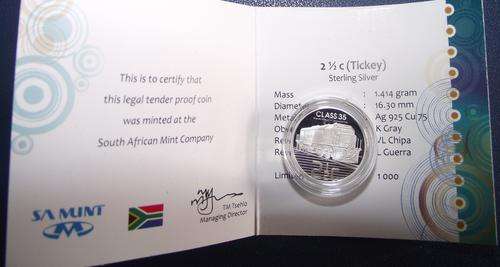 This is to certify that
this legal tender proof coin
was minted at the
South African Mint Company
SA MINT
TM Tsehlo
Managing Director
2 ½ c (Tickey)
Sterling Silver
Mass : 1.414 gram
: 16.30 mm
Ag 925 Cu 75
K Gray
/L Chipa
L Guerra
1 000
CLASS 35